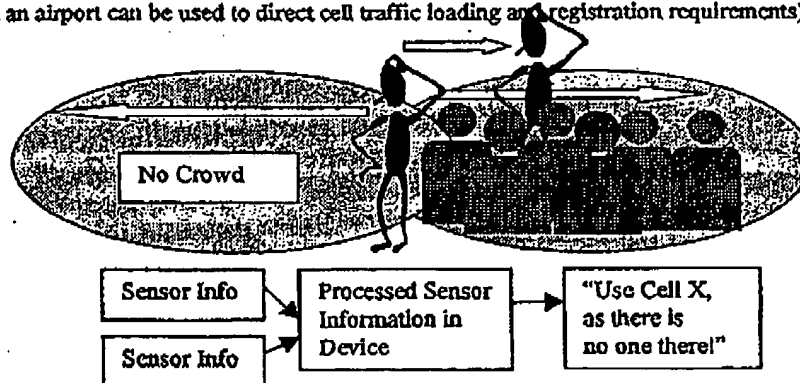 an airport can be used to direct cell traffic loading and registration requirements)
No Crowd
Sensor Info
Sensor Info
Processed Sensor
Information in
Device
"Use Cell X,
as there is
no one there!"